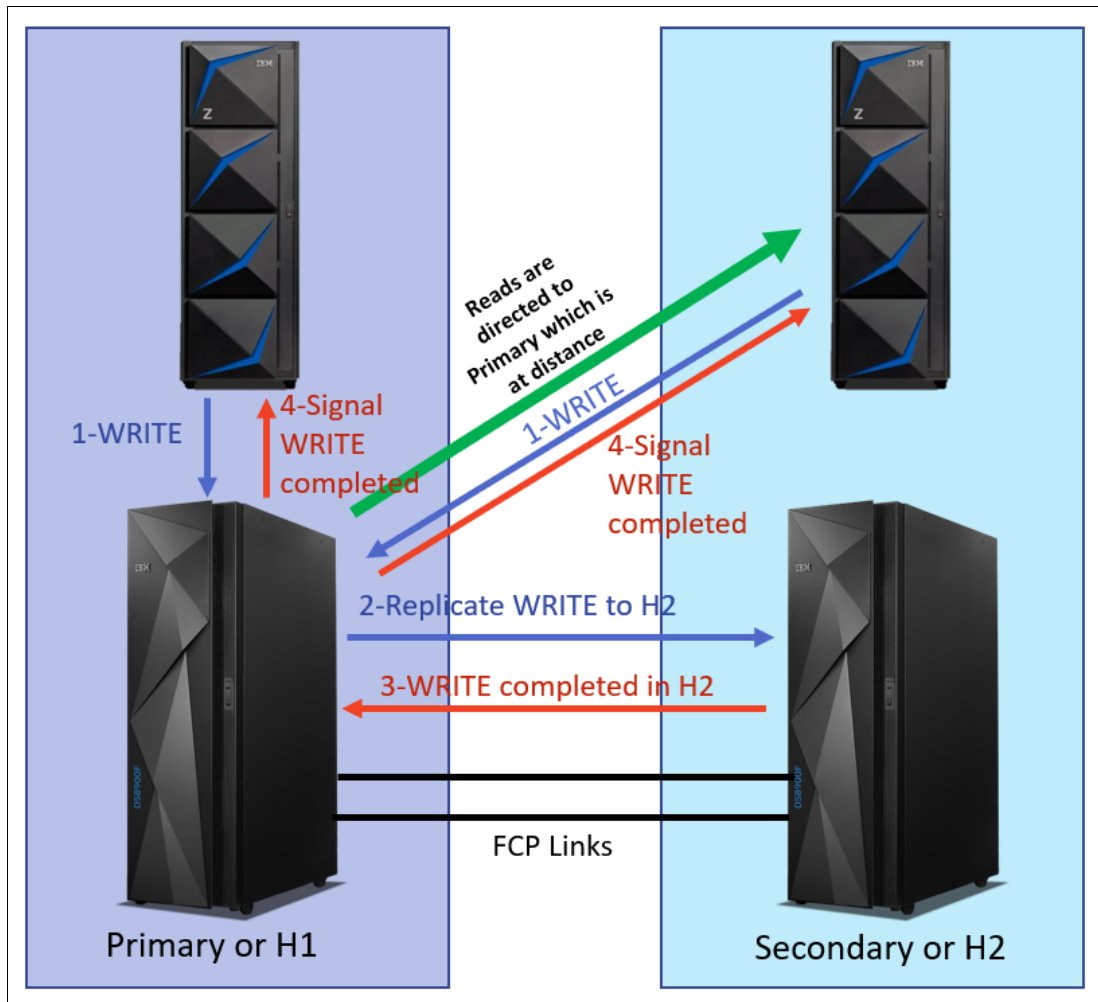 IBM
Z
IBM
Z
Reads are
directed to
Primary which is
at distance
1-WRITE
4-Signal
WRITE
completed
1-WRITE
4-Signal
WRITE
completed
IBM
IBM
2-Replicate WRITE to H2
3-WRITE completed in H2
DS8900F
DS8900F
FCP Links
Primary or H1
Secondary or H2